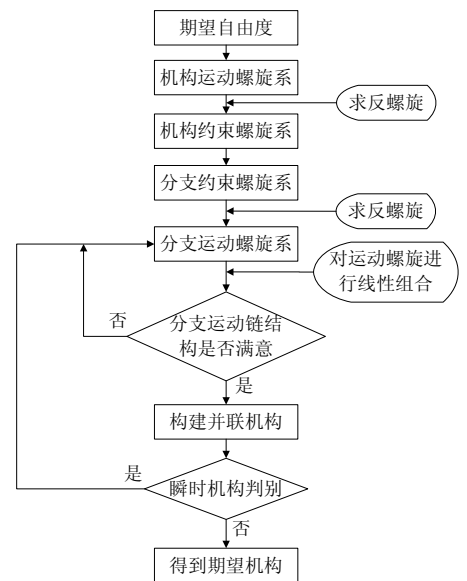 期望自由度
机构运动螺旋系
求反螺旋
机构约束螺旋系
分支约束螺旋系
求反螺旋
分支运动螺旋系
对运动螺旋进
行线性组合
否
分支运动链结
构是否满意
是
构建并联机构
是
瞬时机构判别
否
得到期望机构